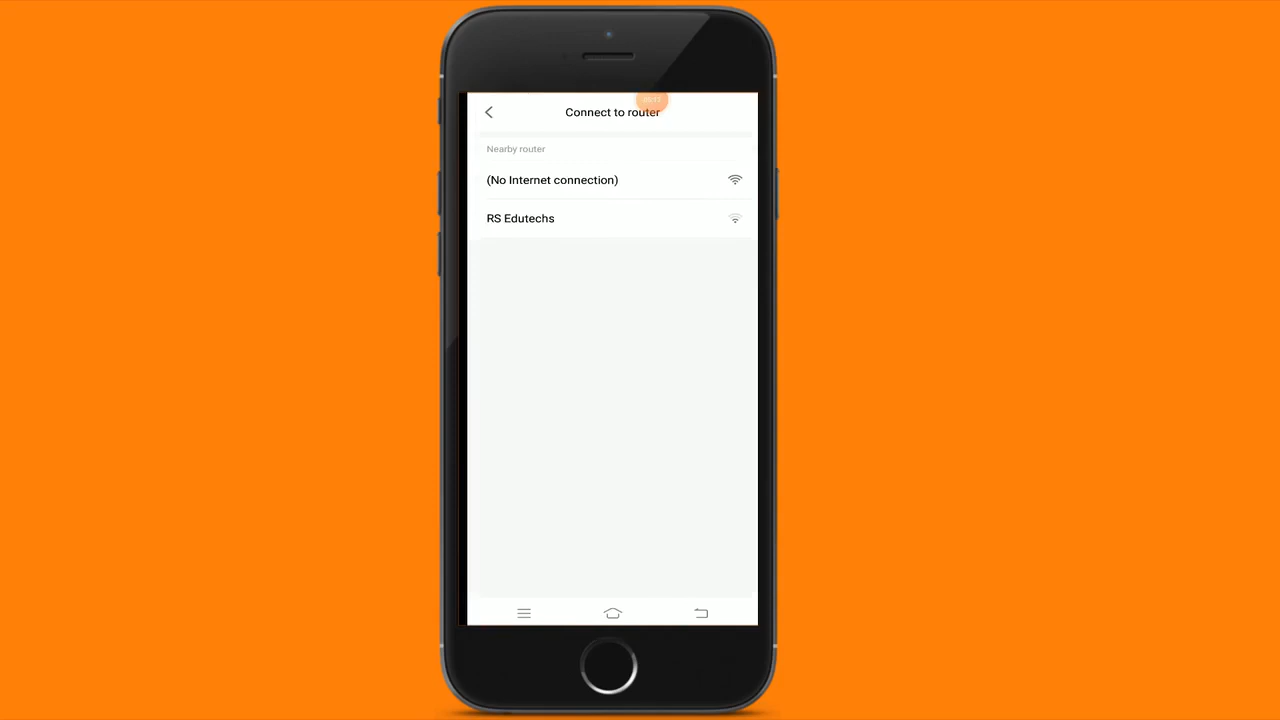 Connect to router
Nearby router
(No Internet connection)
RS Edutechs